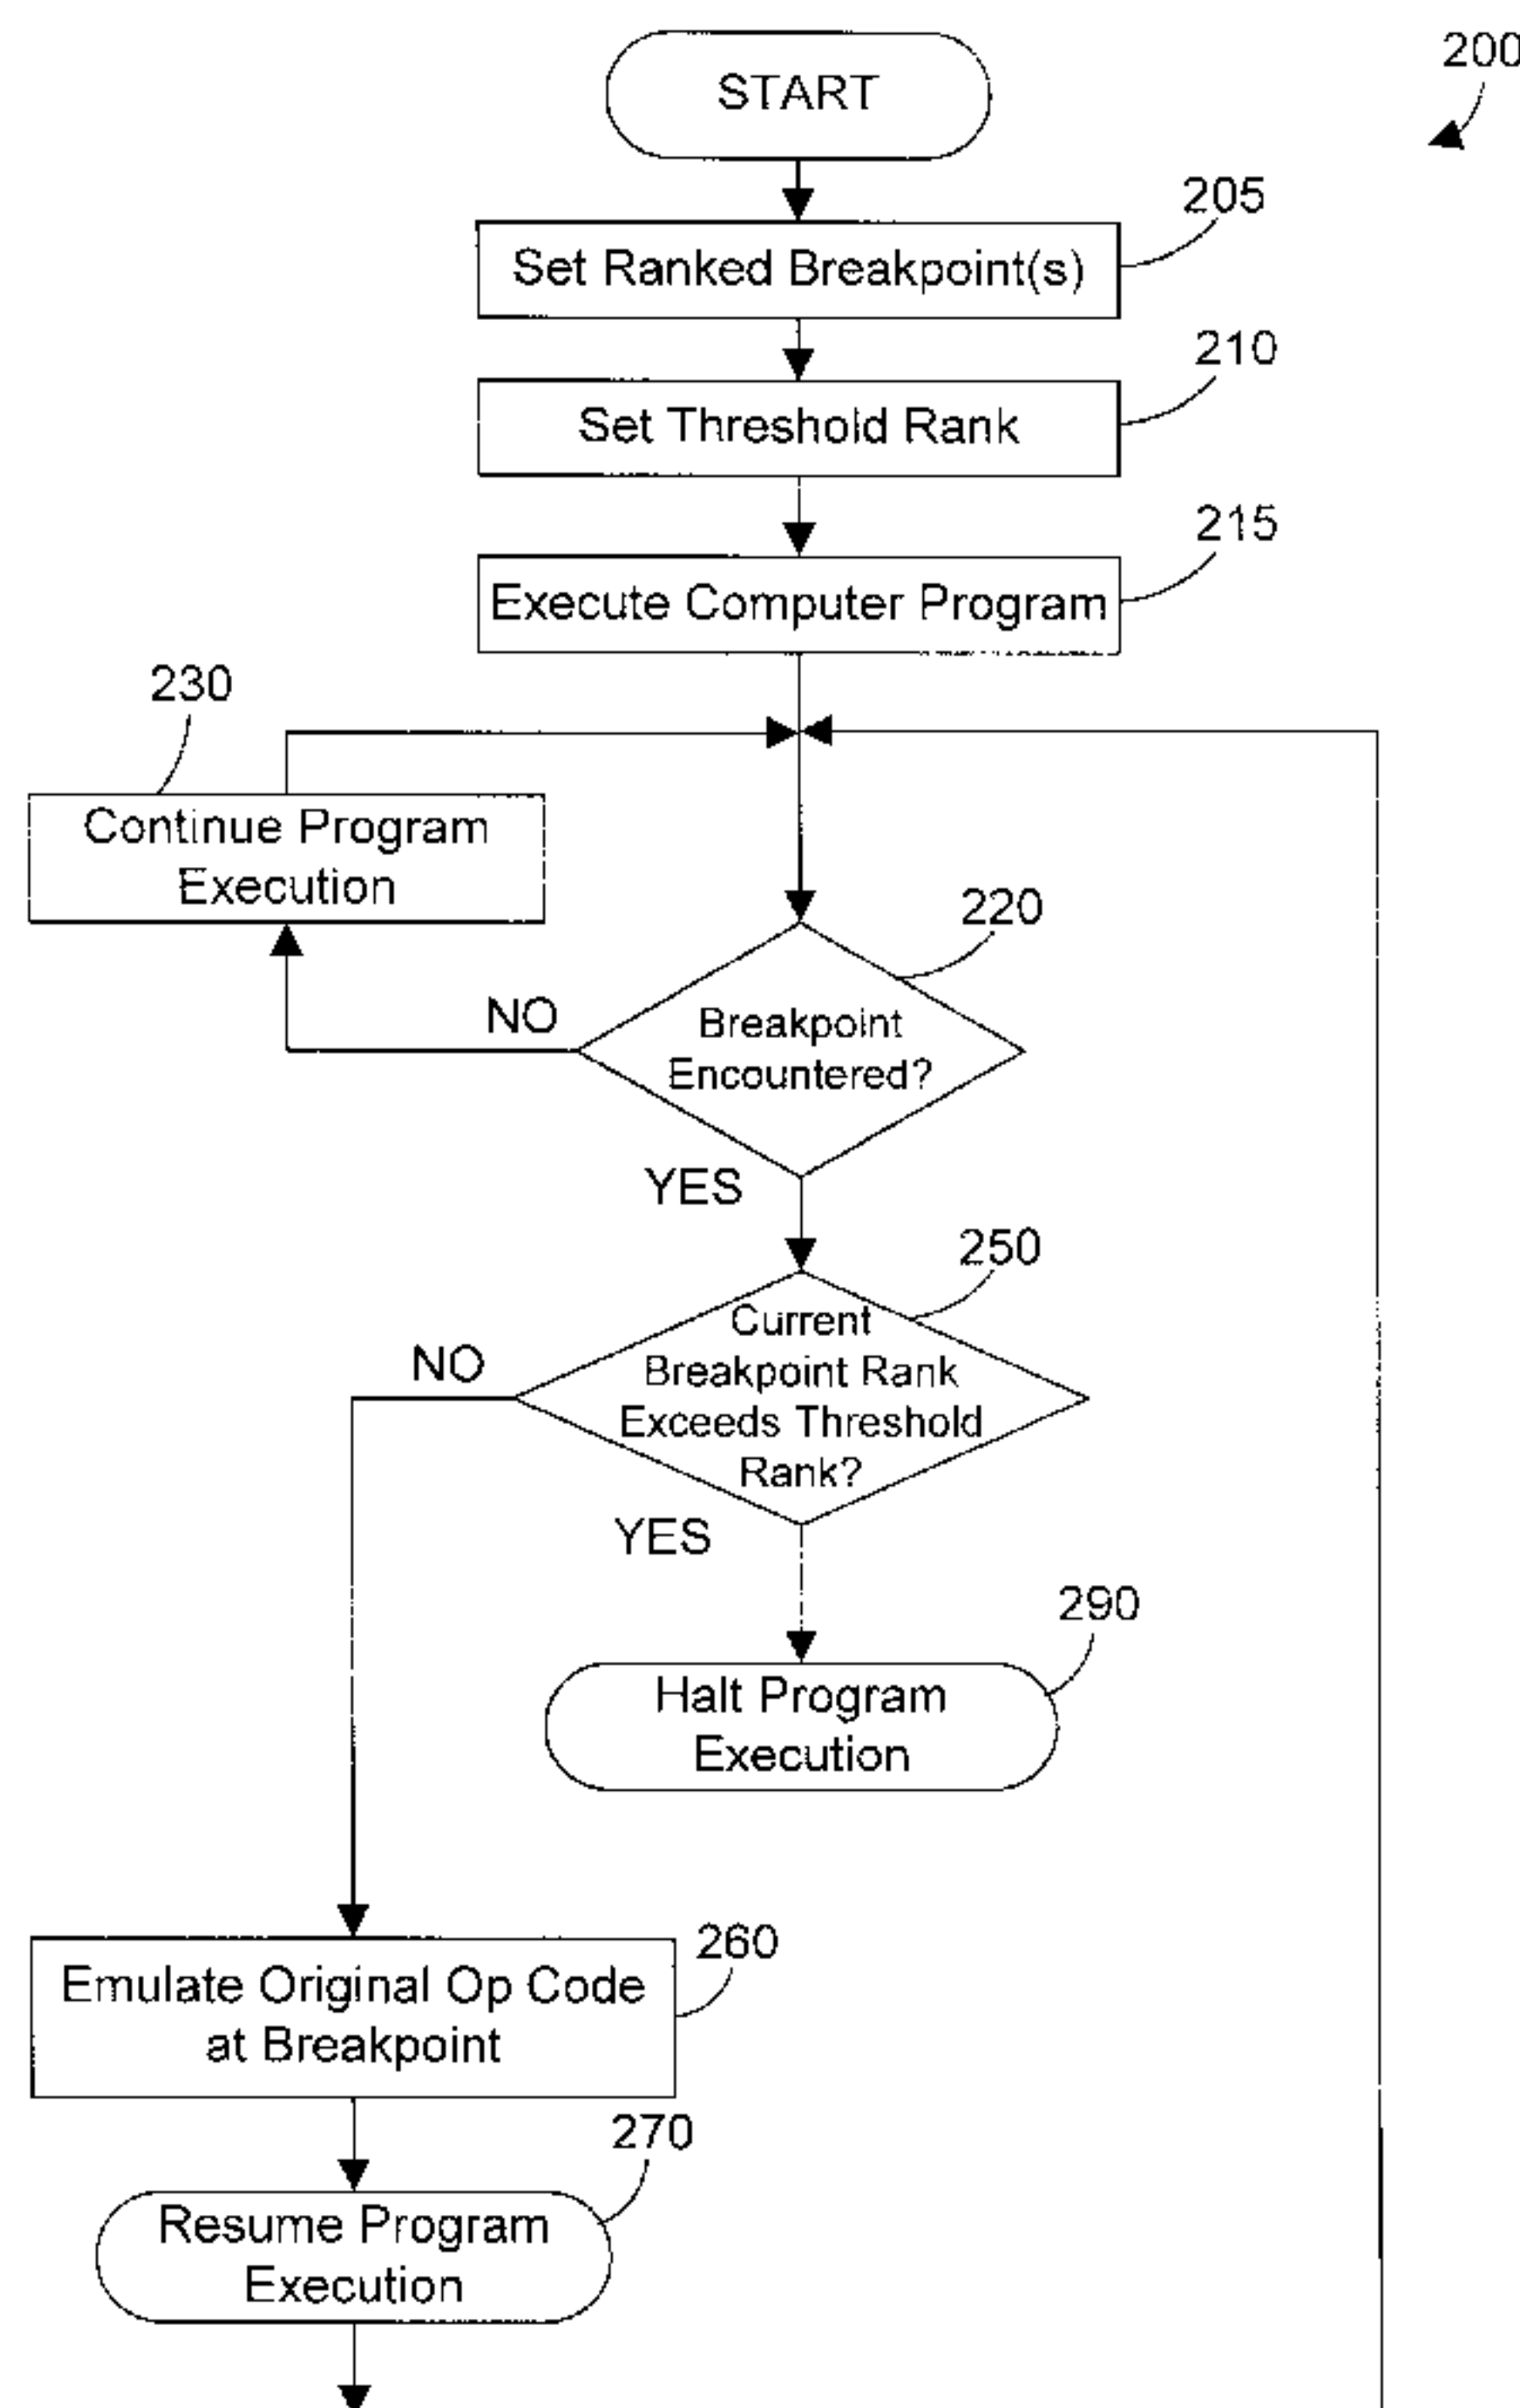 START
200
205
Set Ranked Breakpoint(s)
210
Set Threshold Rank
215
Execute Computer Program
230
Continue Program
Execution
220
NO
Breakpoint
Encountered?
YES
250
NO
Current
Breakpoint Rank
Exceeds Threshold
Rank?
YES
290
Halt Program
Execution
260
Emulate Original Op Code
at Breakpoint
270
Resume Program
Execution